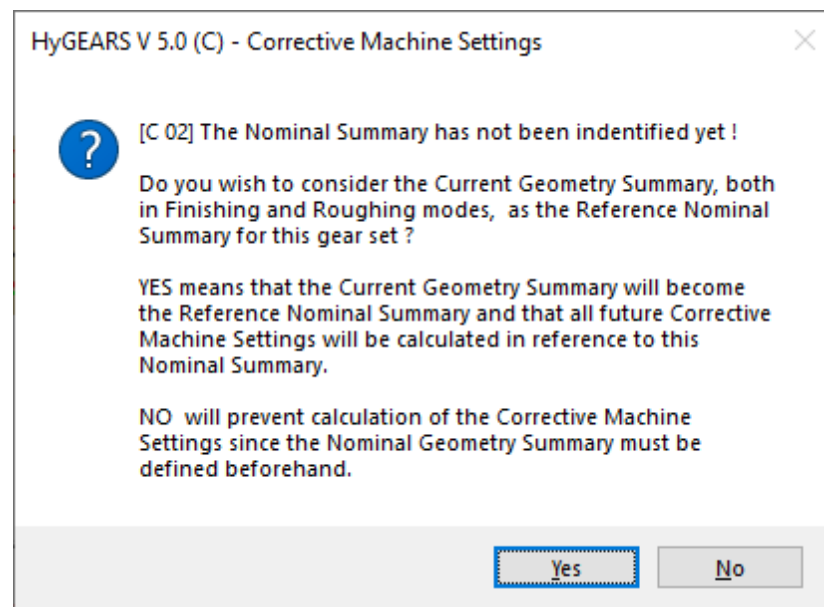 HyGEARS V 5.0 (C) - Corrective Machine Settings
[C 02] The Nominal Summary has not been indentified yet !
Do you wish to consider the Current Geometry Summary, both
in Finishing and Roughing modes,  as the Reference Nominal
Summary for this gear set ?
YES means that the Current Geometry Summary will become
the Reference Nominal Summary and that all future Corrective
Machine Settings will be calculated in reference to this
Nominal Summary.
NO  will prevent calculation of the Corrective Machine
Settings since the Nominal Geometry Summary must be
defined beforehand.
Yes
No